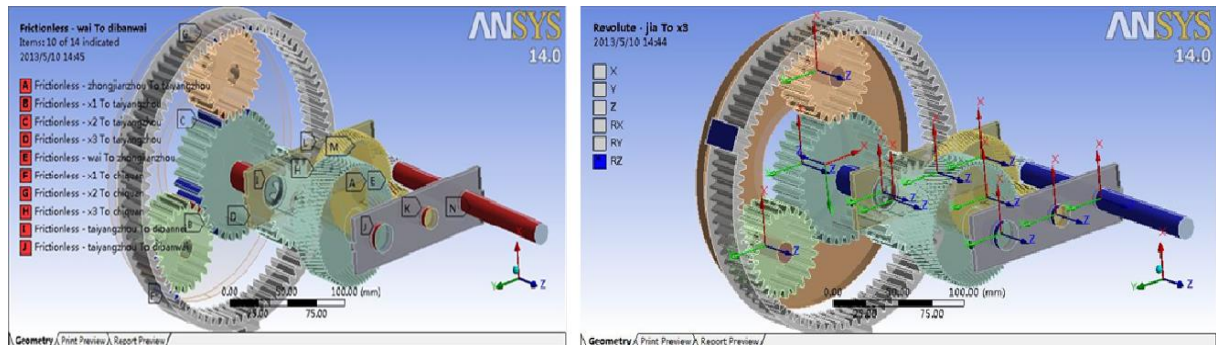 Frictionless - wai To dibanwai
Items: 10 of 14 indicated
2013/5/10 14:45
A Frictionless - zhongjianzhou To taiyangzhou
B Frictionless - x1 To taiyangzhou
C Frictionless - x2 To taiyangzhou
D Frictionless - x3 To taiyangzhou
E Frictionless - wai To zhongjianzhou
F Frictionless - x1 To chiquan
G Frictionless - x2 To chiquan
H Frictionless - x3 To chiquan
I Frictionless - taiyangzhou To dibannei
J Frictionless - taiyangzhou To dibanwai
ANSYS
14.0
C
L
M
H
I
A
E
D
K
N
J
Y
Z
0.00
100.00 (mm)
25.00
75.00
Geometry Print Preview Report Preview
Revolute - jia To x3
2013/5/10 14:44
X
Y
Z
RX
RY
RZ
ANSYS
14.0
X
Z
X
X
X
X
Z
Z
Z
X
Z
Y
Z
0.00
100.00 (mm)
25.00
75.00
Geometry Print Preview Report Preview